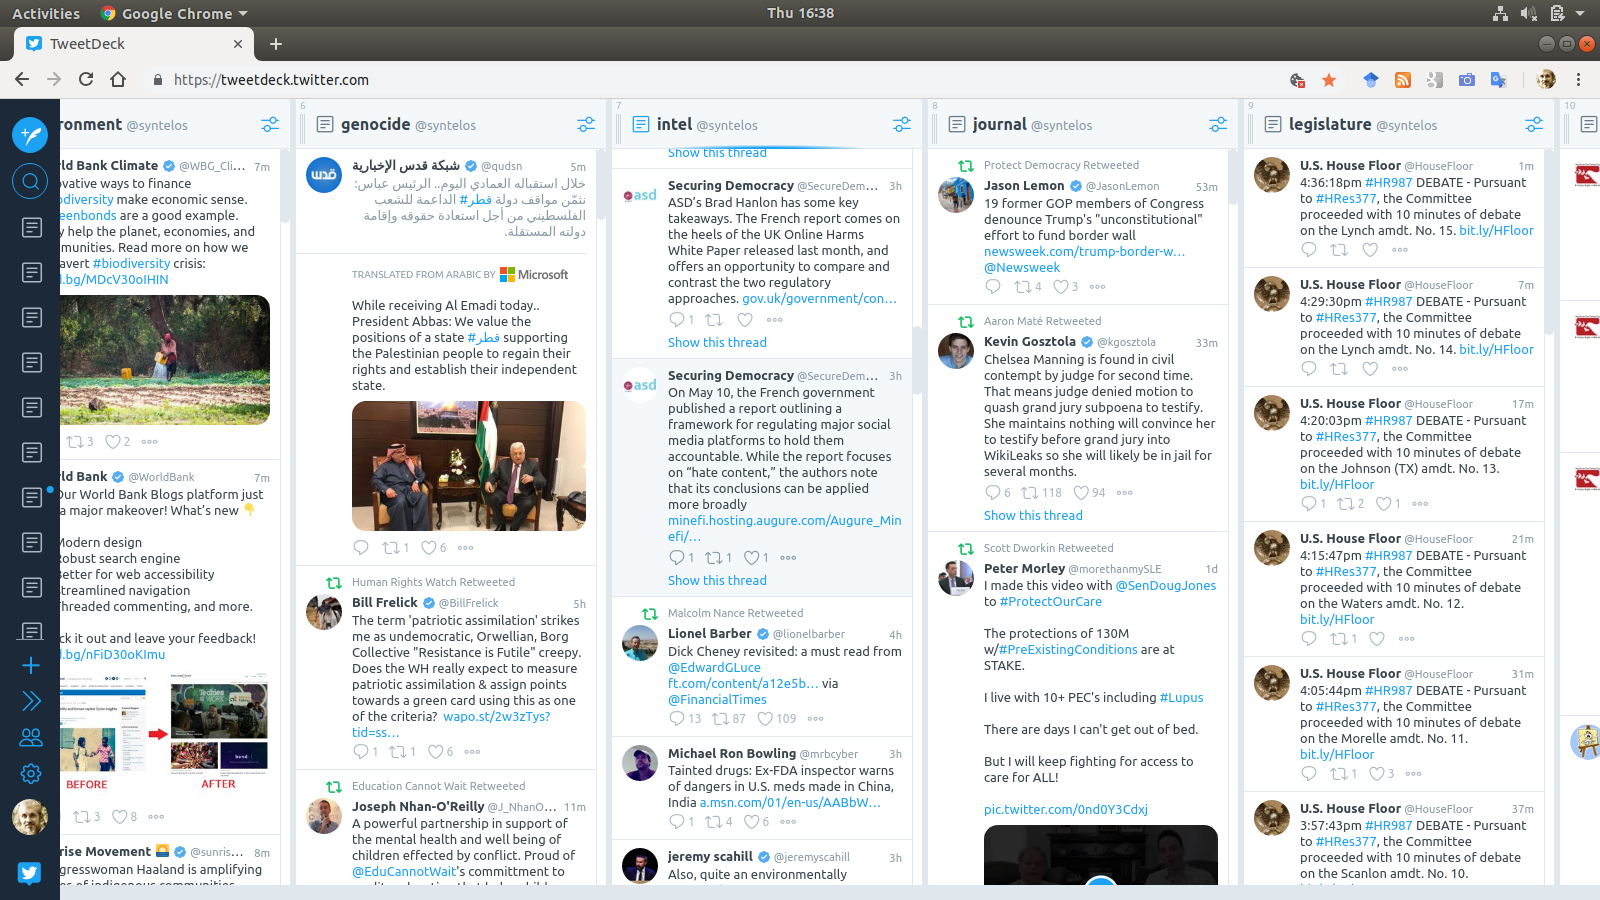 Activities
Google Chrome
Thu 16:38
TweetDeck
https://tweetdeck.twitter.com
ronment @syntelos
ld Bank Climate @WBG_Cli... 7m
ovative ways to finance
odiversity make economic sense.
eenbonds are a good example.
y help the planet, economies, and
munities. Read more on how we
avert #biodiversity crisis:
d.bg/MDcV30oIHIN
3 2
ld Bank @WorldBank 7m
Our World Bank Blogs platform just
a major makeover! What's new 👇
Modern design
Robust search engine
Better for web accessibility
Streamlined navigation
Threaded commenting, and more.
ck it out and leave your feedback!
d.bg/nFiD30oKImu
BEFORE
AFTER
3 8
rise Movement @sunris... 8m
gresswoman Haaland is amplifying
6
genocide @syntelos
شبكة قدس الإخبارية @qudsn 5m
خلال استقباله العمادي اليوم.. الرئيس عباس:
نثمّن مواقف دولة #قطر الداعمة للشعب
الفلسطيني من أجل استعادة حقوقه وإقامة
دولته المستقلة.
TRANSLATED FROM ARABIC BY Microsoft
While receiving Al Emadi today..
President Abbas: We value the
positions of a state #قطر supporting
the Palestinian people to regain their
rights and establish their independent
state.
1 6
Human Rights Watch Retweeted
Bill Frelick @BillFrelick 5h
The term 'patriotic assimilation' strikes
me as undemocratic, Orwellian, Borg
Collective "Resistance is Futile" creepy.
Does the WH really expect to measure
patriotic assimilation & assign points
towards a green card using this as one
of the criteria? wapo.st/2w3zTys?
tid=ss...
1 1 6
Education Cannot Wait Retweeted
Joseph Nhan-O'Reilly @J_NhanO... 11m
A powerful partnership in support of
the mental health and well being of
children effected by conflict. Proud of
@EduCannotWait's commitment to
7
intel @syntelos
Show this thread
asd
Securing Democracy @SecureDem... 3h
ASD's Brad Hanlon has some key
takeaways. The French report comes on
the heels of the UK Online Harms
White Paper released last month, and
offers an opportunity to compare and
contrast the two regulatory
approaches. gov.uk/government/con...
1
Show this thread
asd
Securing Democracy @SecureDem... 3h
On May 10, the French government
published a report outlining a
framework for regulating major social
media platforms to hold them
accountable. While the report focuses
on “hate content,” the authors note
that its conclusions can be applied
more broadly
minefi.hosting.augure.com/Augure_Min
efi/...
1 1 1
Show this thread
Malcolm Nance Retweeted
Lionel Barber @lionelbarber 4h
Dick Cheney revisited: a must read from
@EdwardGLuce
ft.com/content/a12e5b... via
@FinancialTimes
13 87 109
Michael Ron Bowling @mrbcyber 3h
Tainted drugs: Ex-FDA inspector warns
of dangers in U.S. meds made in China,
India a.msn.com/01/en-us/AABbW...
1 4 6
jeremy scahill @jeremyscahill 3h
Also, quite an environmentally
8
journal @syntelos
Protect Democracy Retweeted
Jason Lemon @JasonLemon 53m
19 former GOP members of Congress
denounce Trump's "unconstitutional"
effort to fund border wall
newsweek.com/trump-border-w...
@Newsweek
4 3
Aaron Maté Retweeted
Kevin Gosztola @kgosztola 33m
Chelsea Manning is found in civil
contempt by judge for second time.
That means judge denied motion to
quash grand jury subpoena to testify.
She maintains nothing will convince her
to testify before grand jury into
WikiLeaks so she will likely be in jail for
several months.
6 118 94
Show this thread
Scott Dworkin Retweeted
Peter Morley @morethanmySLE 1d
I made this video with @SenDougJones
to #ProtectOurCare
The protections of 130M
w/#PreExistingConditions are at
STAKE.
I live with 10+ PEC's including #Lupus
There are days I can't get out of bed.
But I will keep fighting for access to
care for ALL!
pic.twitter.com/0nd0Y3Cdxj
9
legislature @syntelos
U.S. House Floor @HouseFloor 1m
4:36:18pm #HR987 DEBATE - Pursuant
to #HRes377, the Committee
proceeded with 10 minutes of debate
on the Lynch amdt. No. 15. bit.ly/HFloor
U.S. House Floor @HouseFloor 7m
4:29:30pm #HR987 DEBATE - Pursuant
to #HRes377, the Committee
proceeded with 10 minutes of debate
on the Lynch amdt. No. 14. bit.ly/HFloor
U.S. House Floor @HouseFloor 17m
4:20:03pm #HR987 DEBATE - Pursuant
to #HRes377, the Committee
proceeded with 10 minutes of debate
on the Johnson (TX) amdt. No. 13.
bit.ly/HFloor
1 2 1
U.S. House Floor @HouseFloor 21m
4:15:47pm #HR987 DEBATE - Pursuant
to #HRes377, the Committee
proceeded with 10 minutes of debate
on the Waters amdt. No. 12.
bit.ly/HFloor
1
U.S. House Floor @HouseFloor 31m
4:05:44pm #HR987 DEBATE - Pursuant
to #HRes377, the Committee
proceeded with 10 minutes of debate
on the Morelle amdt. No. 11.
bit.ly/HFloor
1 3
U.S. House Floor @HouseFloor 37m
3:57:43pm #HR987 DEBATE - Pursuant
to #HRes377, the Committee
proceeded with 10 minutes of debate
on the Scanlon amdt. No. 10.
10